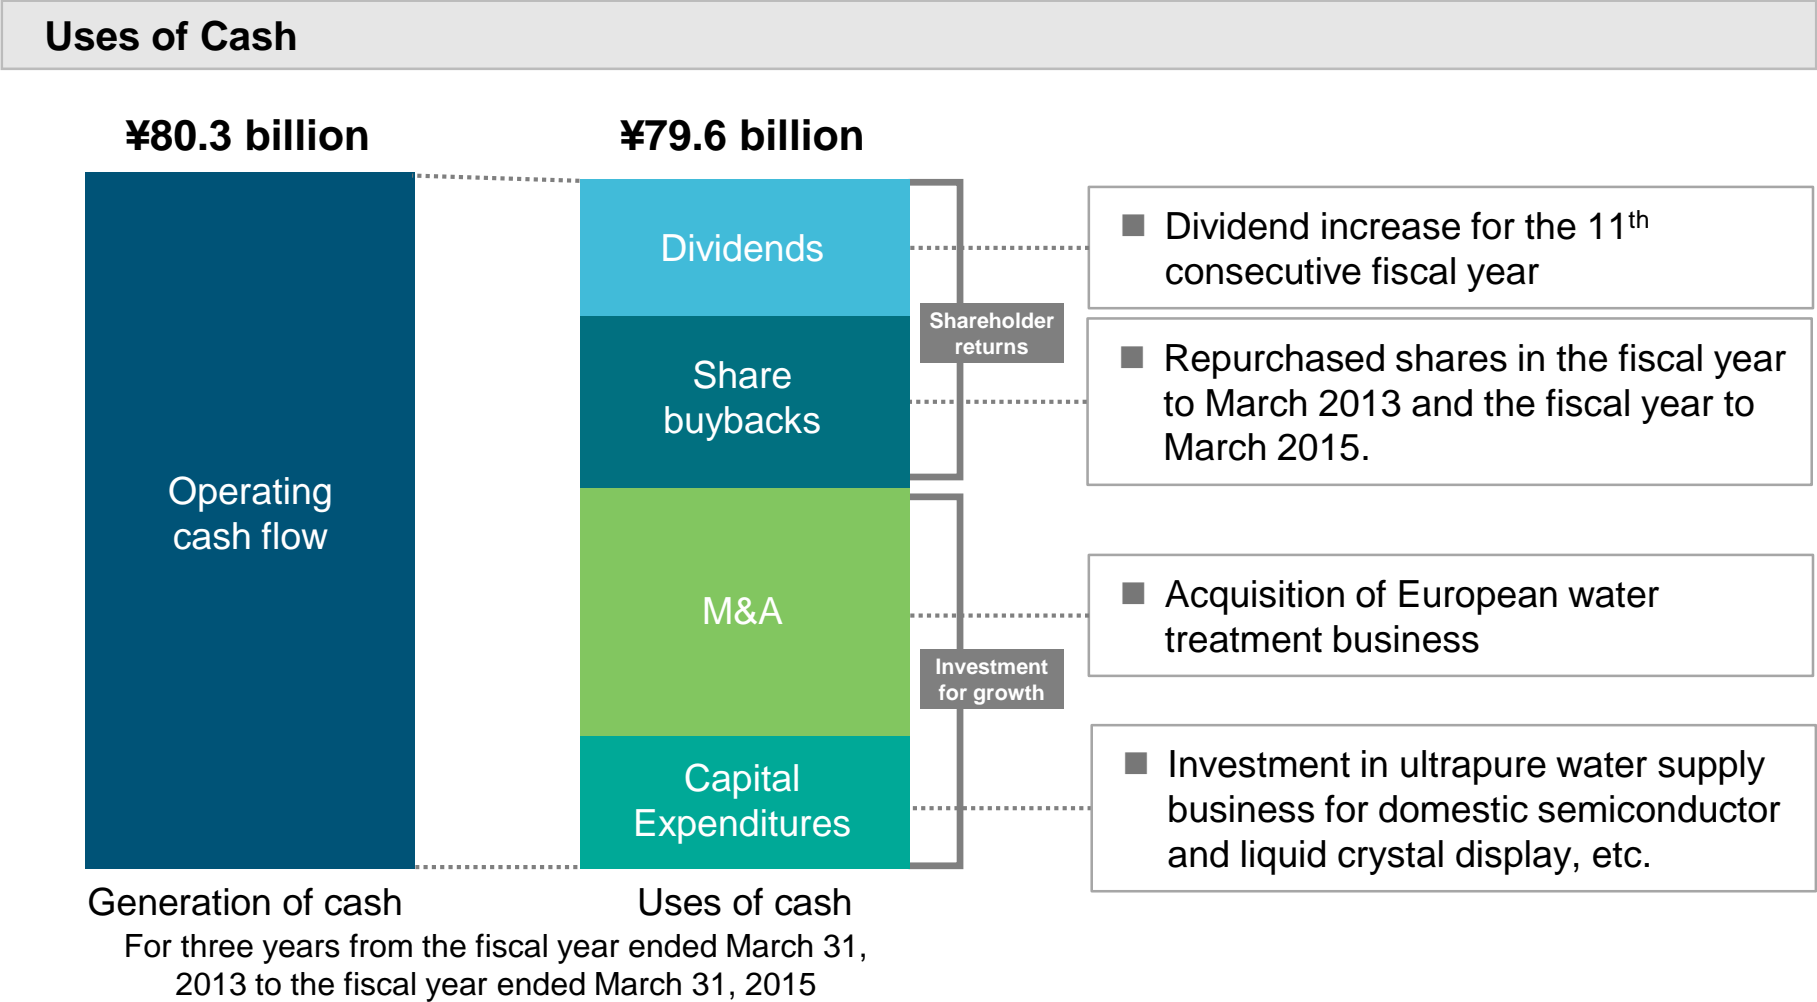 Uses of Cash
¥80.3 billion
¥79.6 billion
Operating
cash flow
Dividends
Share
buybacks
M&A
Capital
Expenditures
Shareholder
returns
Investment
for growth
■ Dividend increase for the 11th
consecutive fiscal year
■ Repurchased shares in the fiscal year
to March 2013 and the fiscal year to
March 2015.
■ Acquisition of European water
treatment business
■ Investment in ultrapure water supply
business for domestic semiconductor
and liquid crystal display, etc.
Generation of cash
Uses of cash
For three years from the fiscal year ended March 31,
2013 to the fiscal year ended March 31, 2015